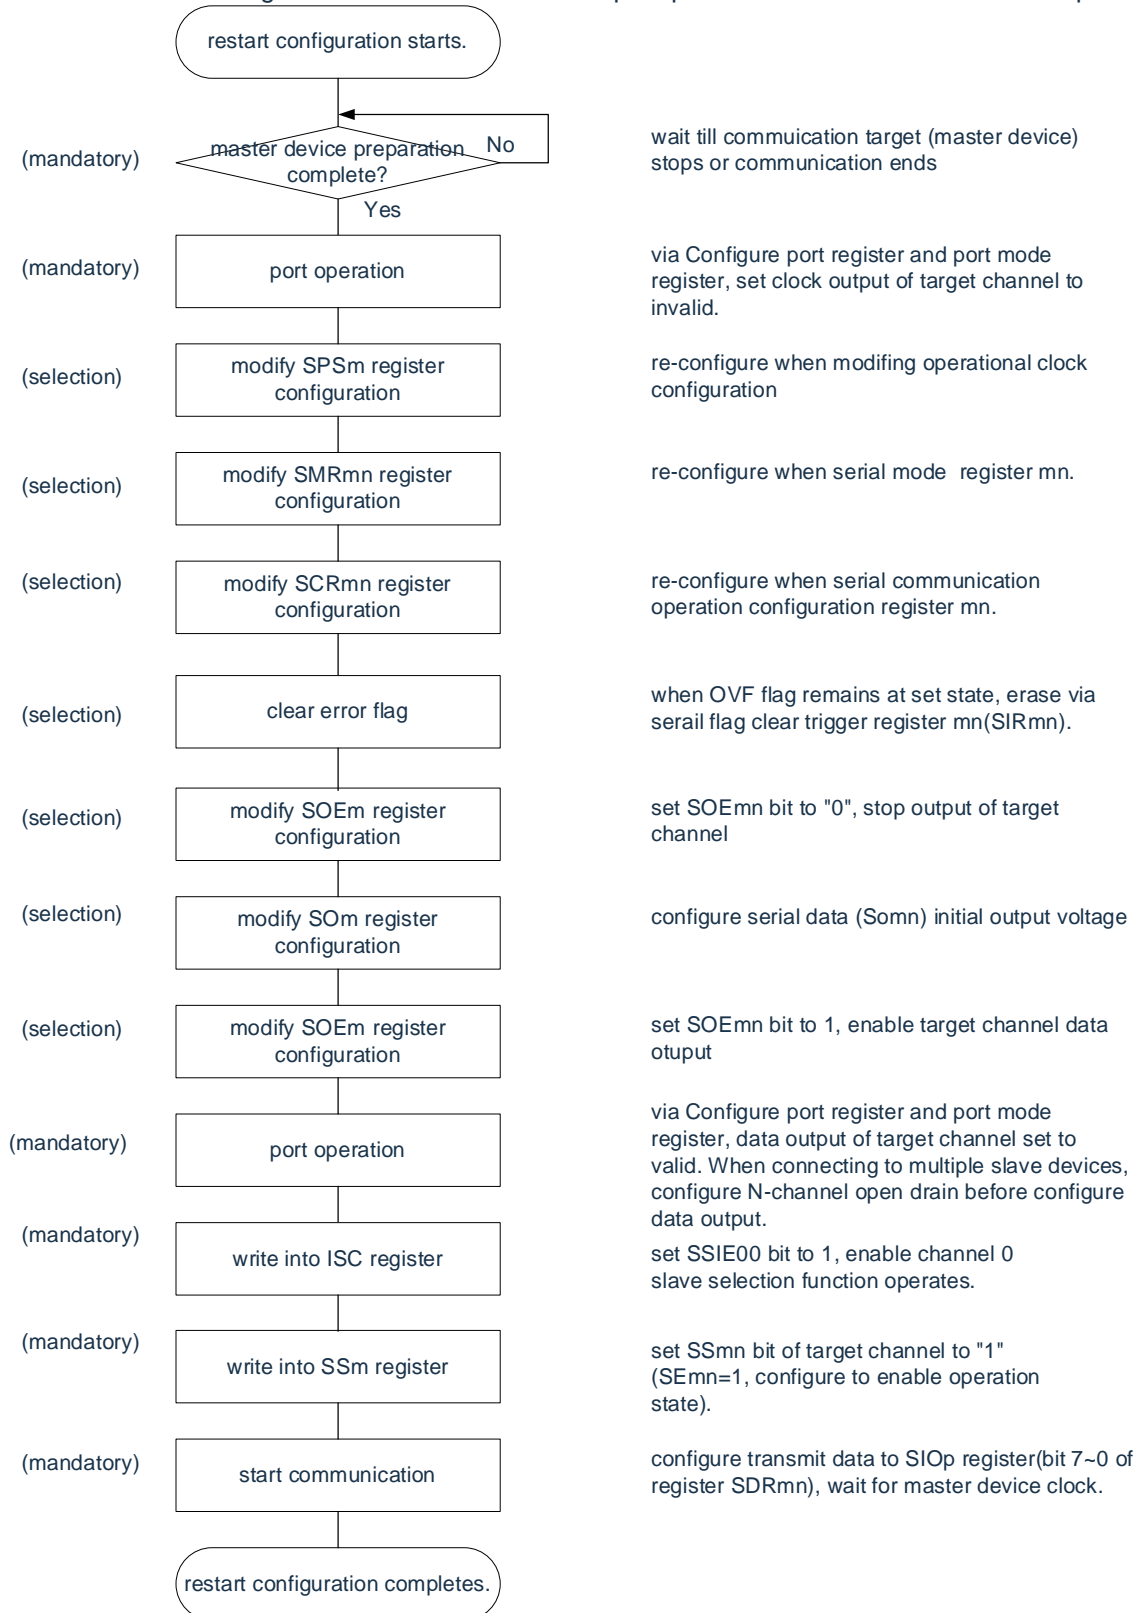 restart configuration starts.
(mandatory)
master device preparation
complete?
No
Yes
wait till commuication target (master device)
stops or communication ends
(mandatory)
port operation
via Configure port register and port mode
register, set clock output of target channel to
invalid.
(selection)
modify SPSm register
configuration
re-configure when modifing operational clock
configuration
(selection)
modify SMRmn register
configuration
re-configure when serial mode  register mn.
(selection)
modify SCRmn register
configuration
re-configure when serial communication
operation configuration register mn.
(selection)
clear error flag
when OVF flag remains at set state, erase via
serail flag clear trigger register mn(SIRmn).
(selection)
modify SOEm register
configuration
set SOEmn bit to "0", stop output of target
channel
(selection)
modify SOm register
configuration
configure serial data (Somn) initial output voltage
(selection)
modify SOEm register
configuration
set SOEmn bit to 1, enable target channel data
otuput
(mandatory)
port operation
via Configure port register and port mode
register, data output of target channel set to
valid. When connecting to multiple slave devices,
configure N-channel open drain before configure
data output.
(mandatory)
write into ISC register
set SSIE00 bit to 1, enable channel 0
slave selection function operates.
(mandatory)
write into SSm register
set SSmn bit of target channel to "1"
(SEmn=1, configure to enable operation
state).
(mandatory)
start communication
configure transmit data to SIOp register(bit 7~0 of
register SDRmn), wait for master device clock.
restart configuration completes.